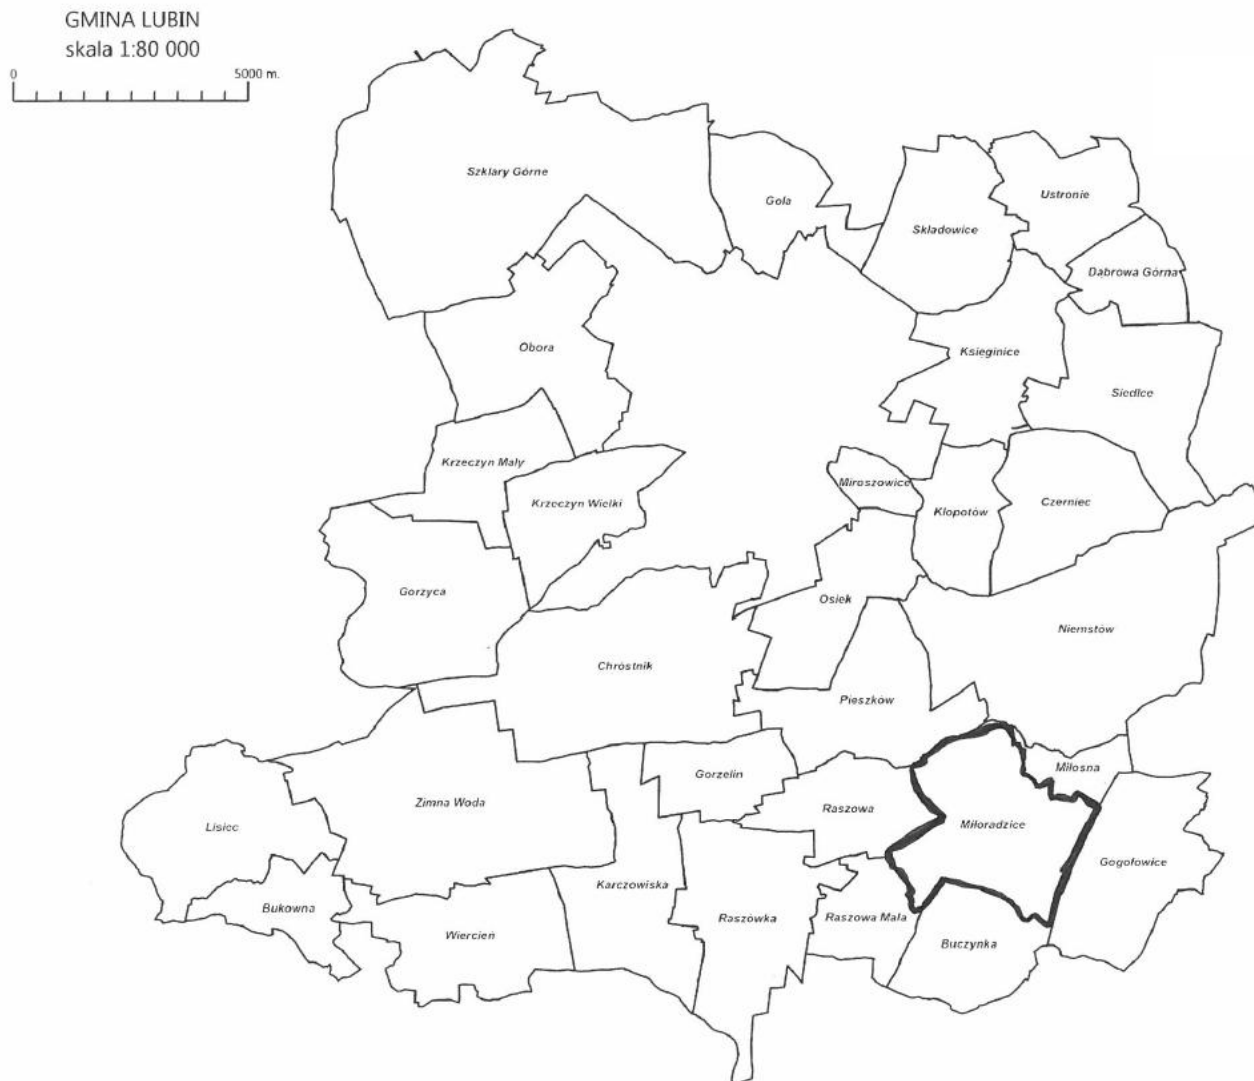 GMINA LUBIN
skala 1:80 000
0 5000 m.
Szklary Górne
Gola
Ustronie
Składowice
Dąbrowa Górna
Obora
Księginice
Siedlce
Krzeczyn Mały
Miroszowice
Krzeczyn Wielki
Kłopotów
Czerniec
Gorzyca
Osiek
Niemstów
Chróstnik
Pieszków
Miłosna
Gorzelin
Zimna Woda
Raszowa
Miłoradzice
Lisiec
Gogołowice
Karczowiska
Bukowna
Raszówka
Raszowa Mała
Wiercień
Buczynka